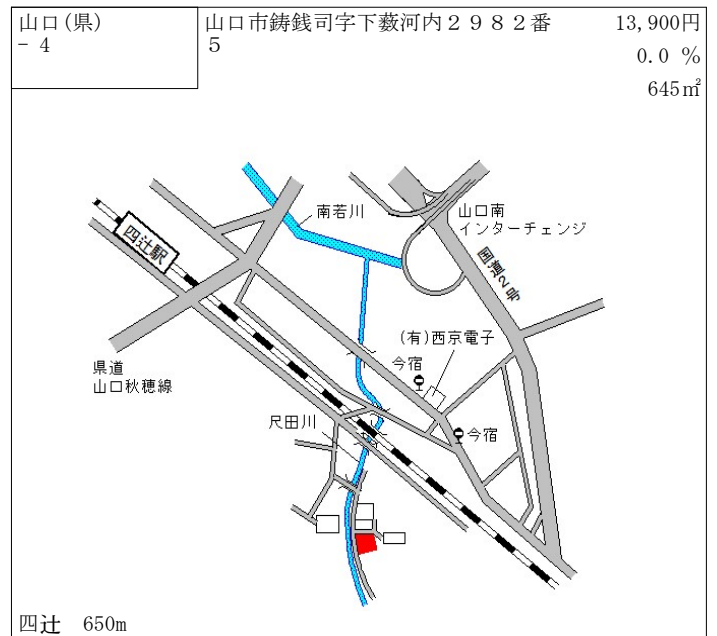 山口(県)
- 4
山口市鋳銭司字下薮河内２９８２番
5
13,900円
0.0 %
645㎡
南若川
山口南
インターチェンジ
四辻駅
国道2号
(有)西京電子
今宿
県道
山口秋穂線
尺田川
今宿
四辻 650m